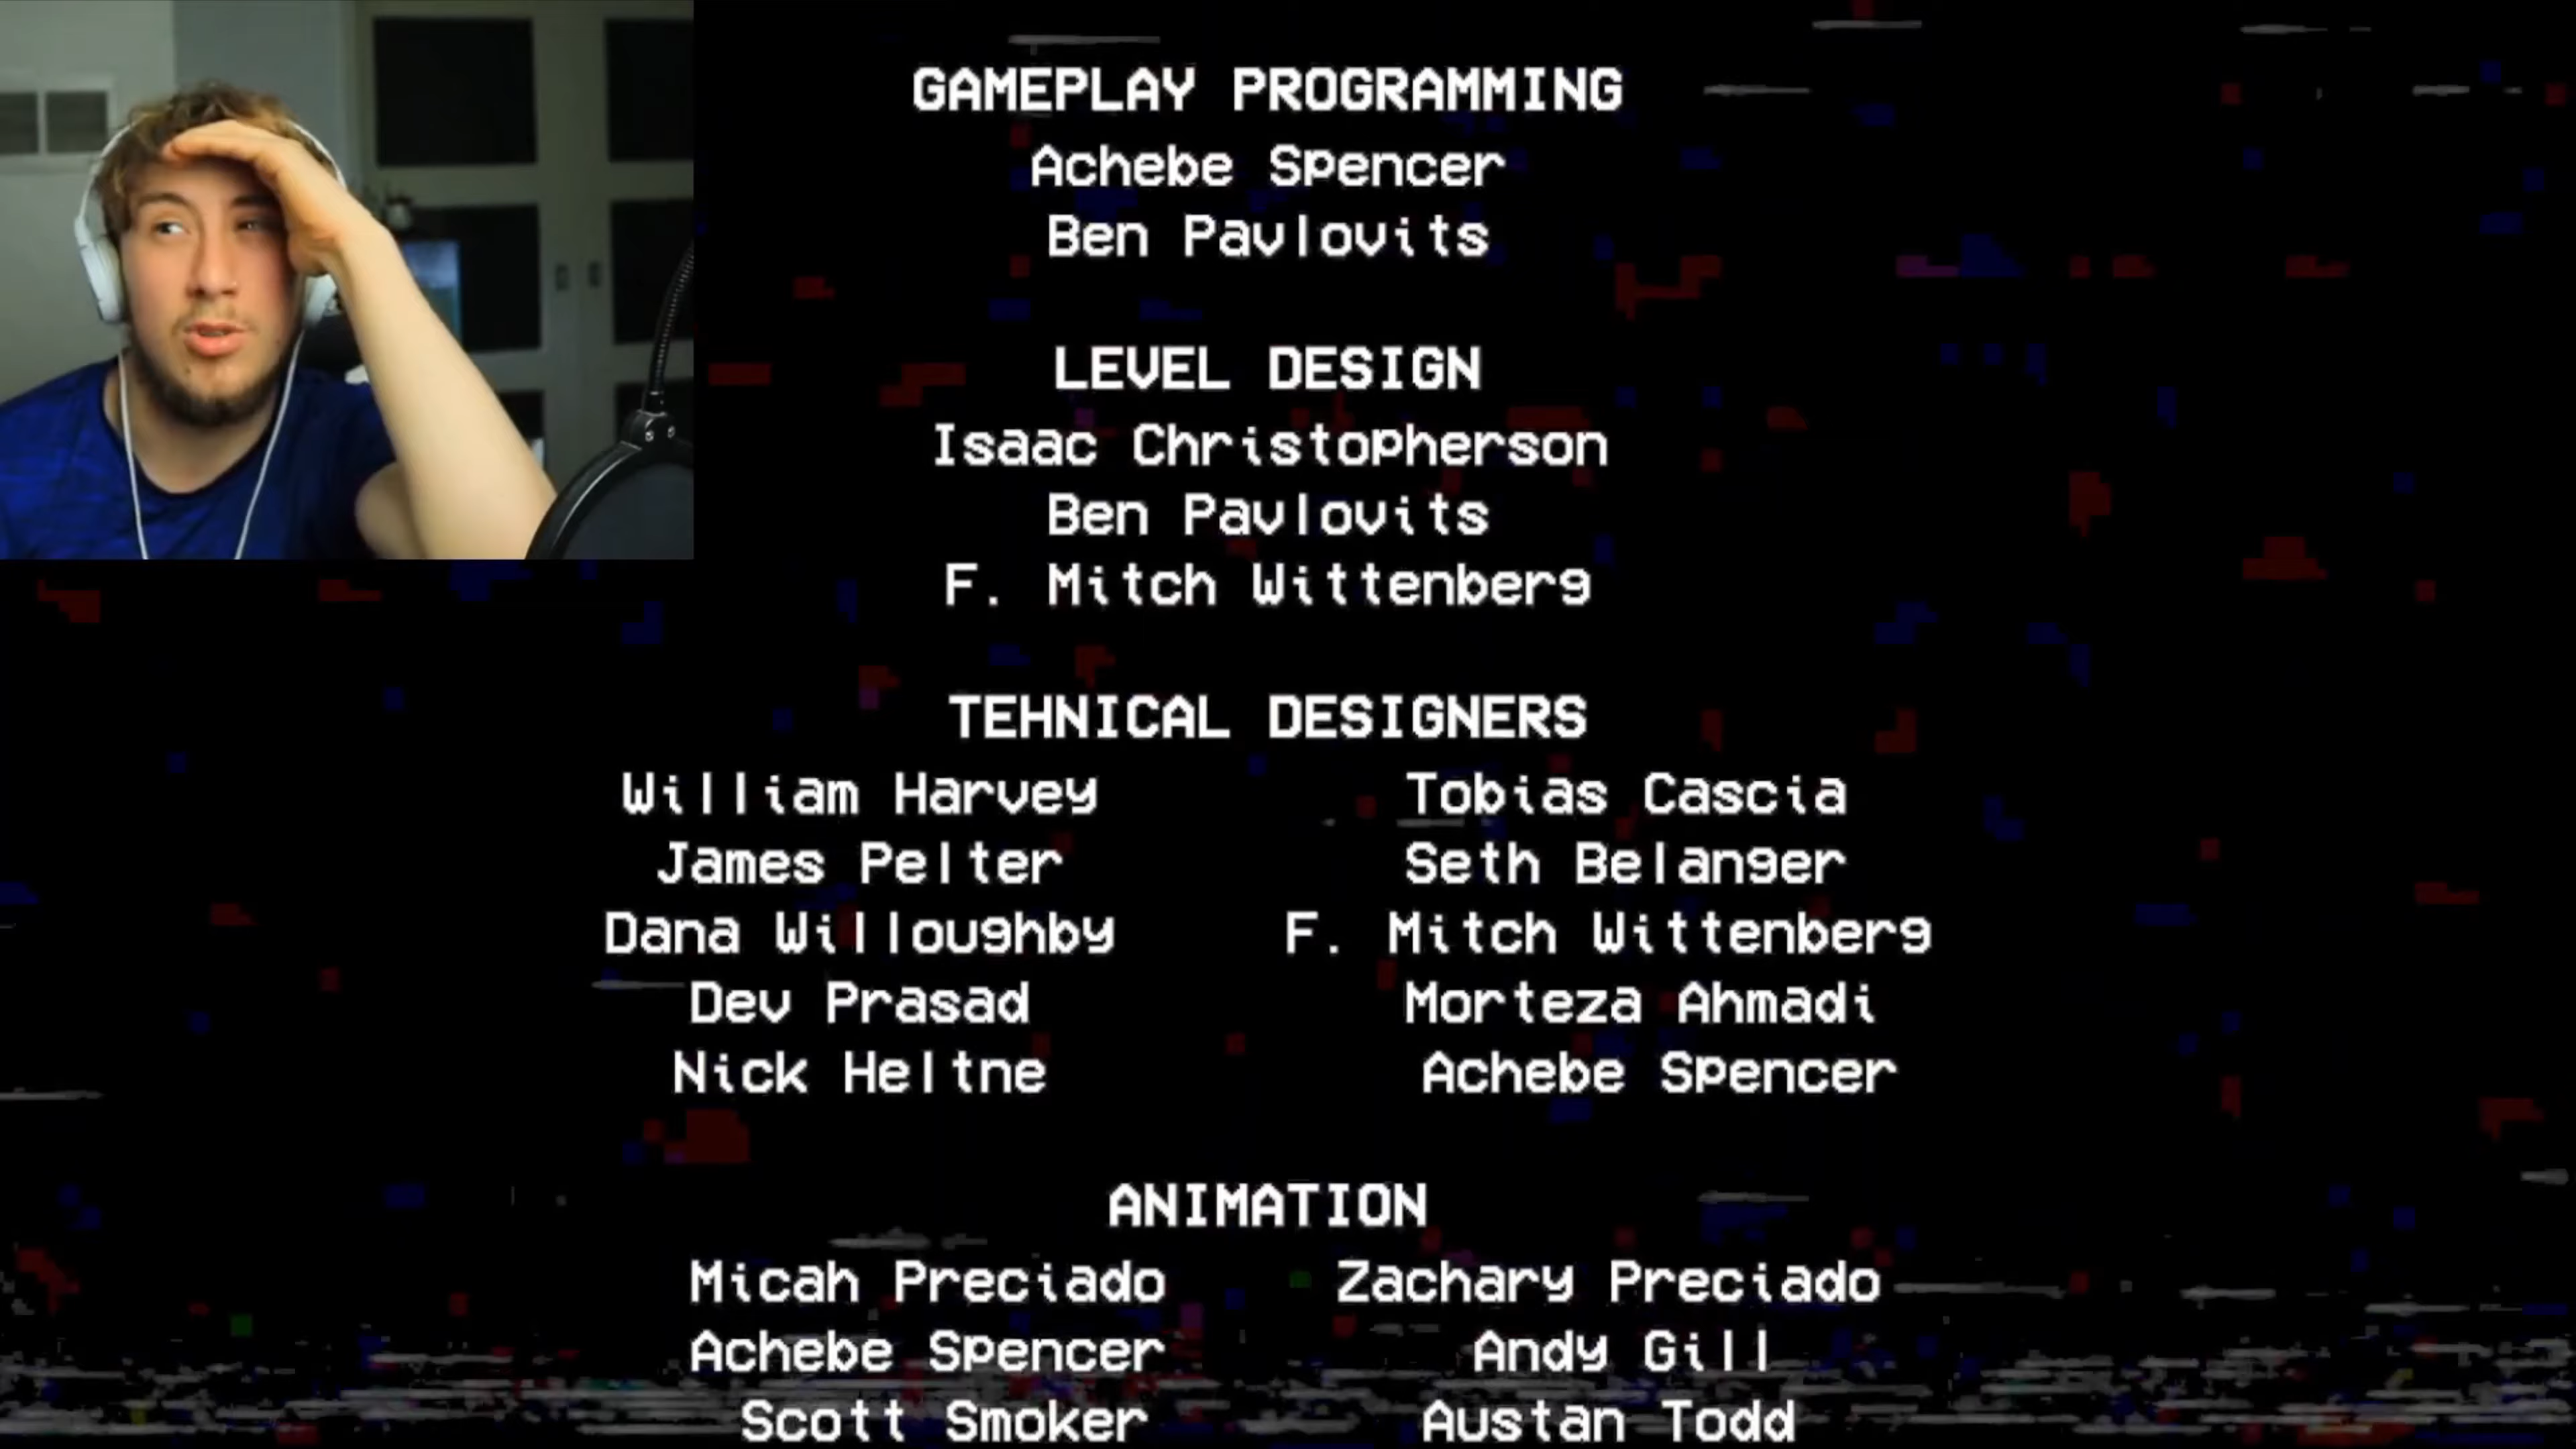 GAMEPLAY PROGRAMMING
Achebe Spencer
Ben Pavlovits
LEVEL DESIGN
Isaac Christopherson
Ben Pavlovits
F. Mitch Wittenberg
TEHNICAL DESIGNERS
William Harvey Tobias Cascia
James Pelter Seth Belanger
Dana Willoughby F. Mitch Wittenberg
Dev Prasad Morteza Ahmadi
Nick Heltne Achebe Spencer
ANIMATION
Micah Preciado Zachary Preciado
Achebe Spencer Andy Gill
Scott Smoker Austan Todd